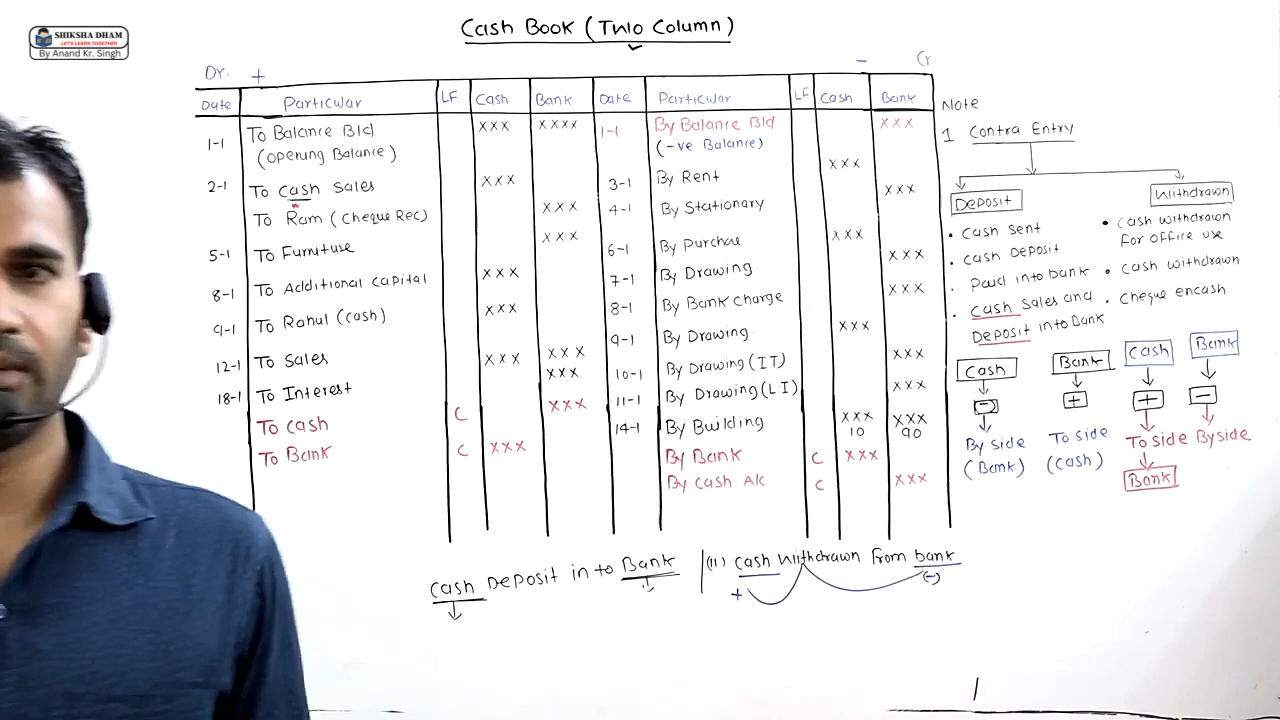 SHIKSHA DHAM
LET'S LEARN TOGETHER
By Anand Kr. Singh
Cash Book (Two Column)
Dr. + - Cr
Date Particular LF Cash Bank Date Particular LF Cash Bank
1-1 To Balance Bld xxx xxxx 1-1 By Balance Bld xxx
(opening Balance) (-ve Balance)
xxx
2-1 To cash sales xxx 3-1 By Rent
xxx
To Ram (Cheque Rec) xxx 4-1 By Stationary
5-1 To Furniture xxx 6-1 By Purchae xxx
8-1 To Additional capital xxx 7-1 By Drawing xxx
9-1 To Rahul (cash) xxx 8-1 By Bank charge xxx
9-1 By Drawing xxx
12-1 To Sales xxx xxx 10-1 By Drawing (IT) xxx
18-1 To Interest xxx 11-1 By Drawing (LI) xxx
To cash C xxx 14-1 By Building xxx xxx
10 90
To Bank C xxx By Bank C xxx
By cash A/c C xxx
Note
1 Contra Entry
Deposit
• Cash Sent
• Cash Deposit
• Paid into bank
• Cash Sales and
Deposit into Bank
Withdrawn
• Cash withdrawn
For office use
• Cash withdrawn
• Cheque encash
Cash Bank Cash Bank
- + + -
By side To side To side By side
(Bank) (cash) Bank
Cash Deposit in to Bank | (ii) cash Withdrawn from bank
+ (-)